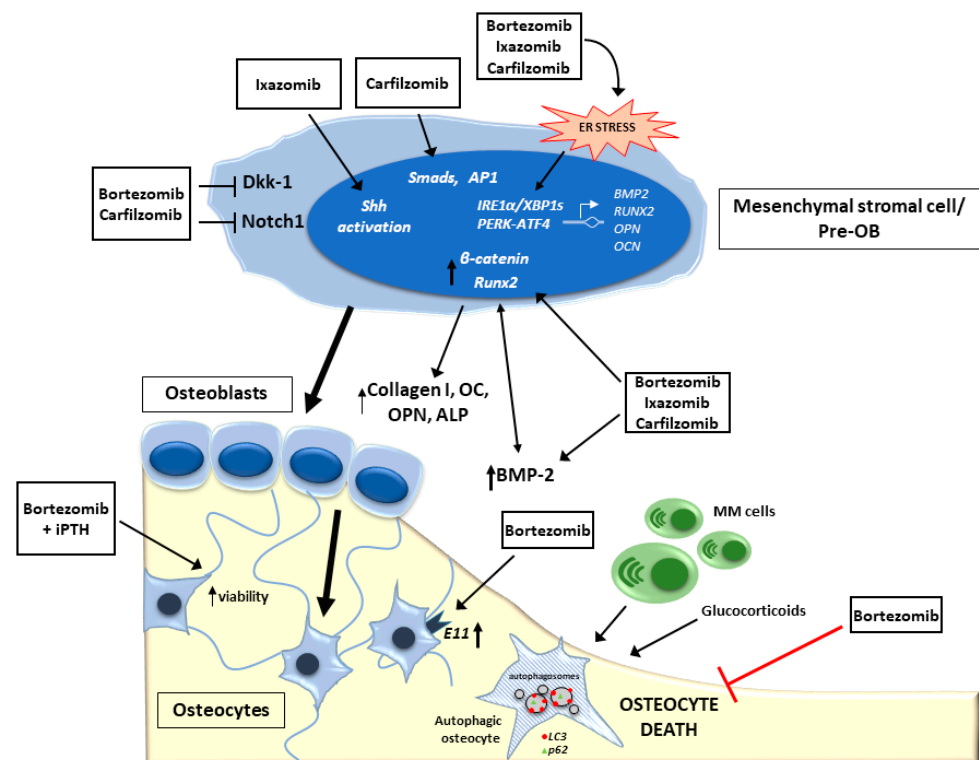 Bortezomib
Ixazomib
Carfilzomib
Ixazomib
Carfilzomib
ER STRESS
Bortezomib
Carfilzomib
Dkk-1
Notch1
Smads, AP1
Shh
activation
IRE1α/XBP1s
PERK-ATF4
BMP2
RUNX2
OPN
OCN
β-catenin
Runx2
Mesenchymal stromal cell/
Pre-OB
Osteoblasts
Collagen I, OC,
OPN, ALP
Bortezomib
Ixazomib
Carfilzomib
BMP-2
Bortezomib
+ iPTH
viability
Bortezomib
E11
MM cells
Glucocorticoids
Bortezomib
Osteocytes
autophagosomes
Autophagic
osteocyte
LC3
p62
OSTEOCYTE
DEATH